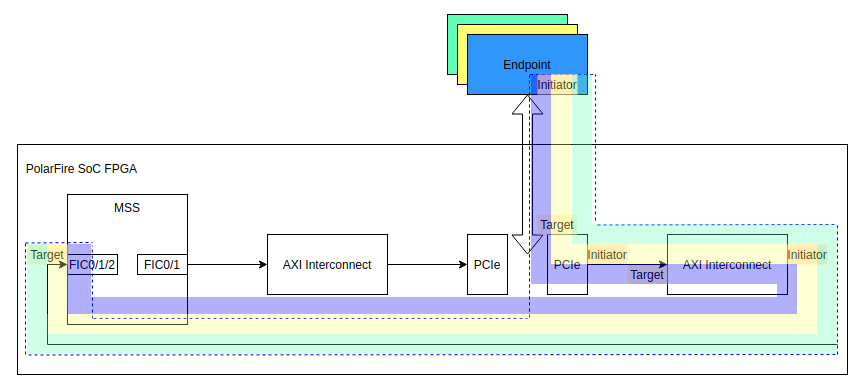 Endpoint
Initiator
PolarFire SoC FPGA
MSS
Target
Target
FIC0/1/2
FIC0/1
AXI Interconnect
PCIe
PCIe
Initiator
Target
AXI Interconnect
Initiator